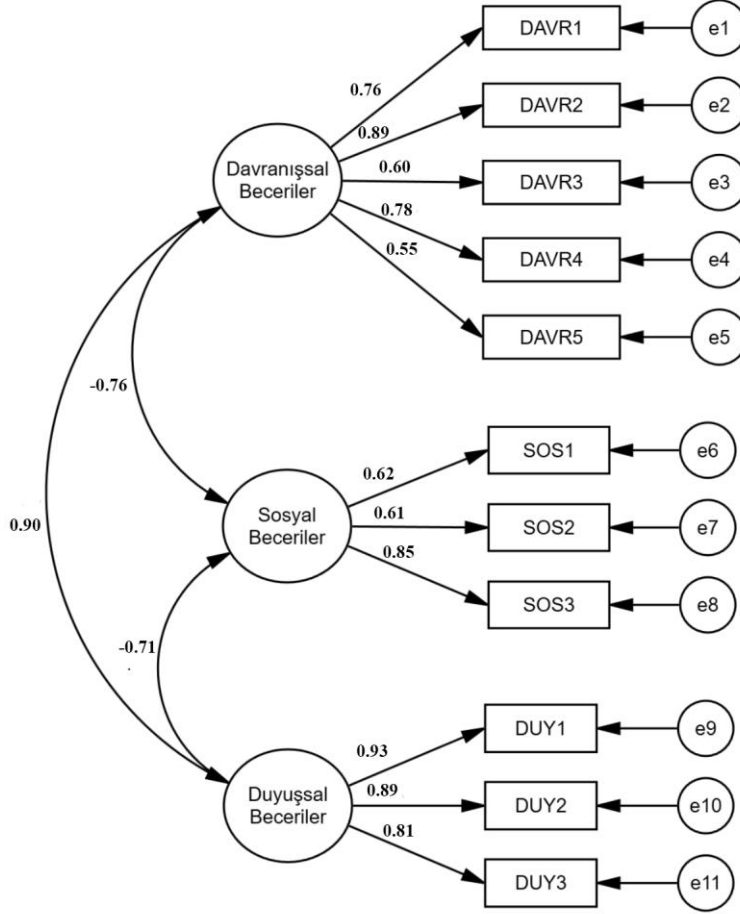 DAVR1
e1
0.76
DAVR2
e2
0.89
Davranışsal
Beceriler
0.60
DAVR3
e3
0.78
DAVR4
e4
0.55
DAVR5
e5
-0.76
SOS1
e6
0.62
Sosyal
Beceriler
0.61
SOS2
e7
0.85
SOS3
e8
0.90
-0.71
DUY1
e9
0.93
Duyuşsal
Beceriler
0.89
DUY2
e10
0.81
DUY3
e11